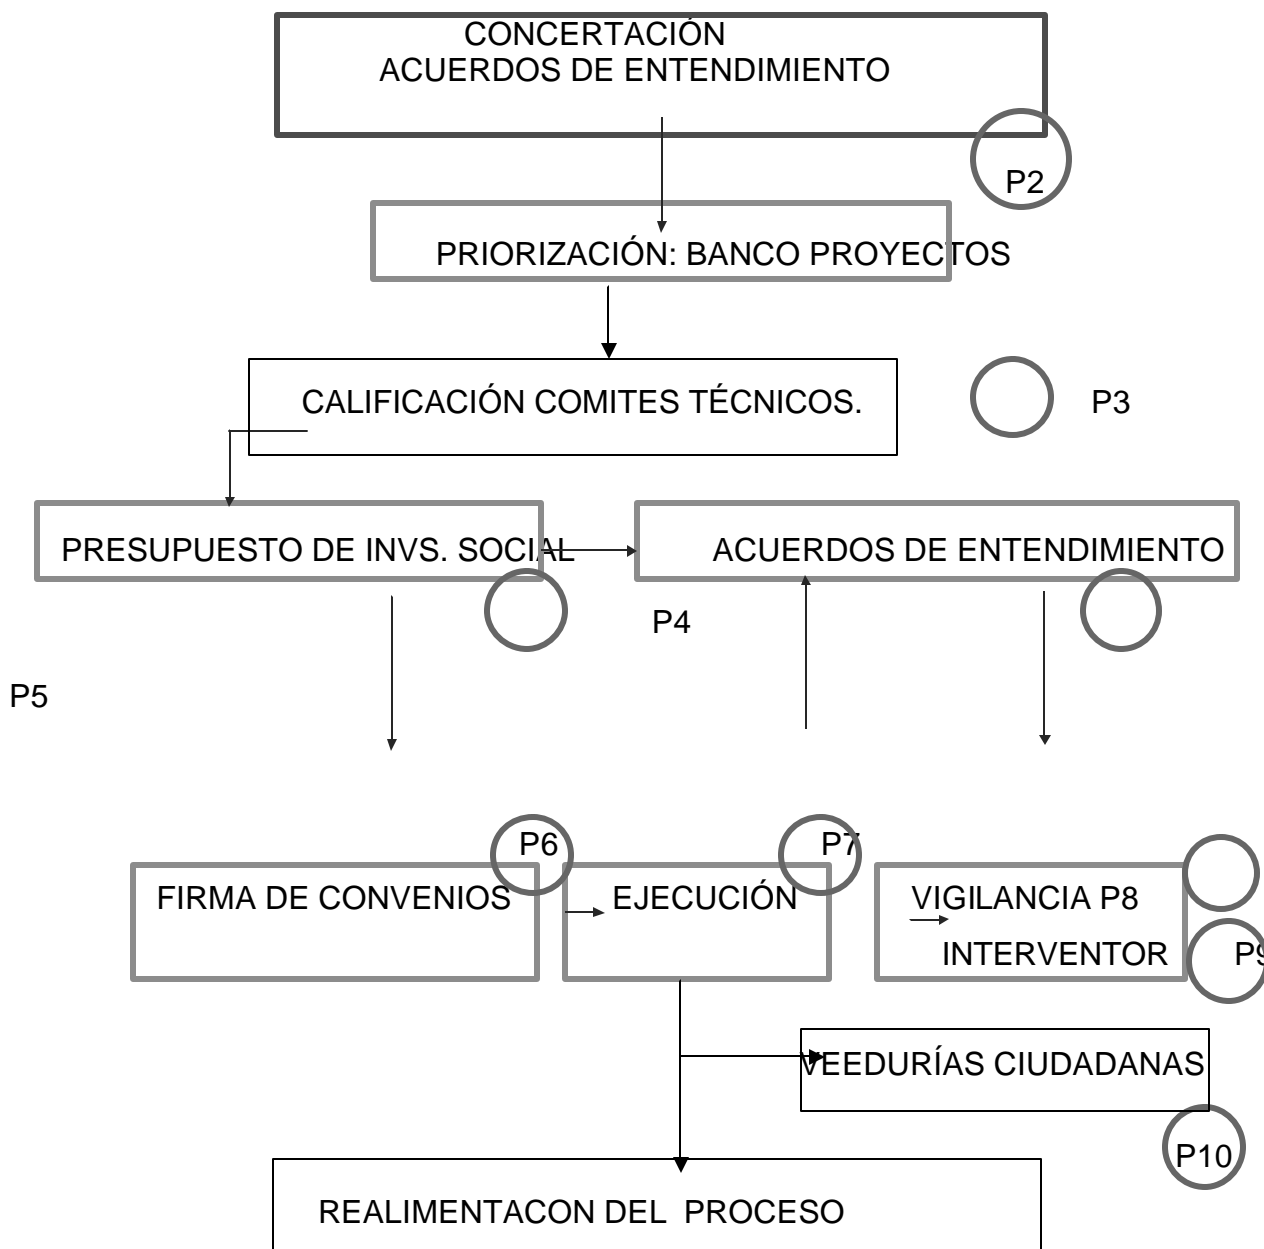 CONCERTACIÓN
ACUERDOS DE ENTENDIMIENTO
P2
PRIORIZACIÓN: BANCO PROYECTOS
CALIFICACIÓN COMITES TÉCNICOS.
P3
PRESUPUESTO DE INVS. SOCIAL
ACUERDOS DE ENTENDIMIENTO
P4
P5
P6
P7
FIRMA DE CONVENIOS
EJECUCIÓN
VIGILANCIA P8
INTERVENTOR
P9
VEEDURÍAS CIUDADANAS
P10
REALIMENTACON DEL PROCESO